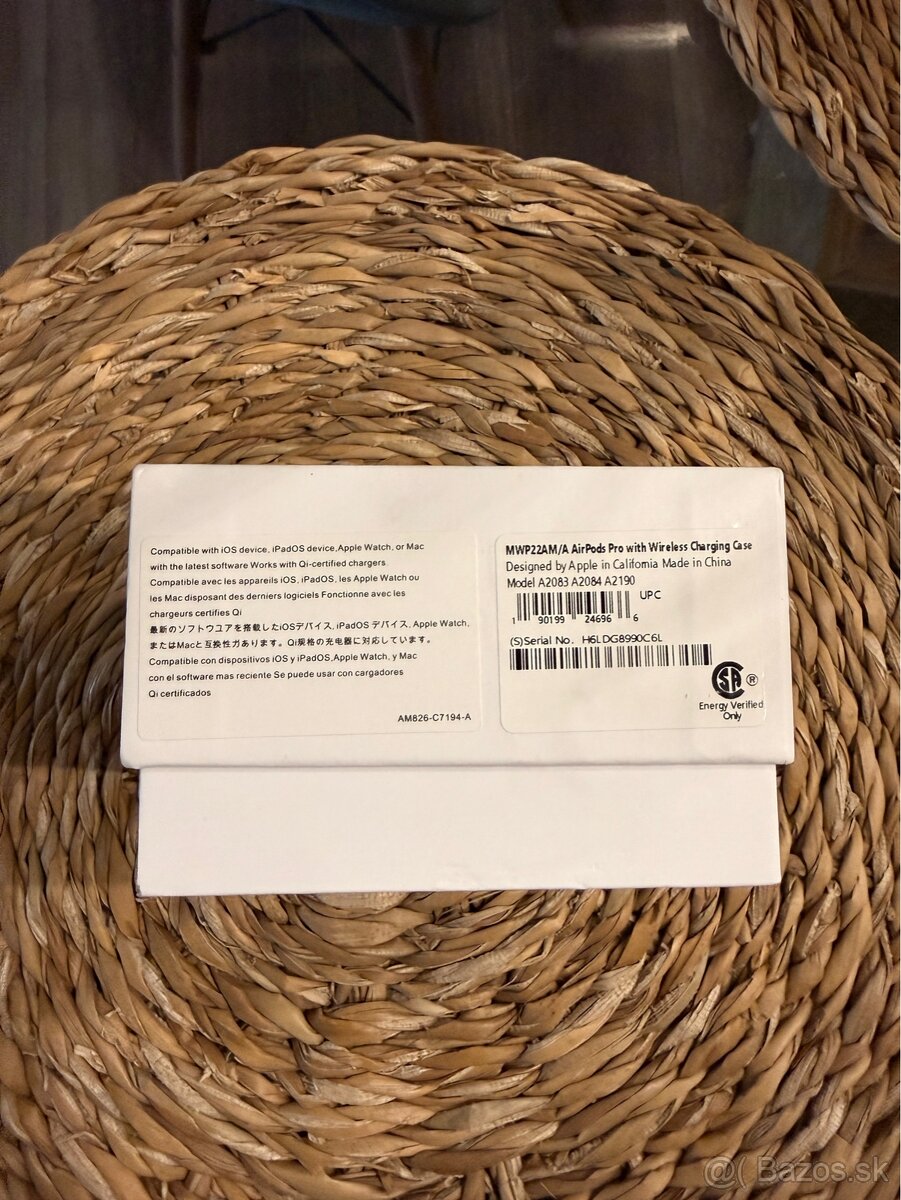 Compatible with iOS device, iPadOS device,Apple Watch, or Mac
with the latest software Works with Qi-certified chargers
Compatible avec les appareils iOS, iPadOS, les Apple Watch ou
les Mac disposant des derniers logiciels Fonctionne avec les
chargeurs certifies Qi
最新のソフトウユアを搭載したiOSデバイス, iPadOS デバイス, Apple Watch,
またはMacと互換性ガあります。Qi規格の充電器に対応しています。
Compatible con dispositivos iOS y iPadOS,Apple Watch, y Mac
con el software mas reciente Se puede usar con cargadores
Qi certificados
AM826-C7194-A
MWP22AM/A AirPods Pro with Wireless Charging Case
Designed by Apple in California Made in China
Model A2083 A2084 A2190
UPC
1 90199 24696 6
(S)Serial No. H6LDG8990C6L
SA ®
Energy Verified
Only
@( Bazos.sk